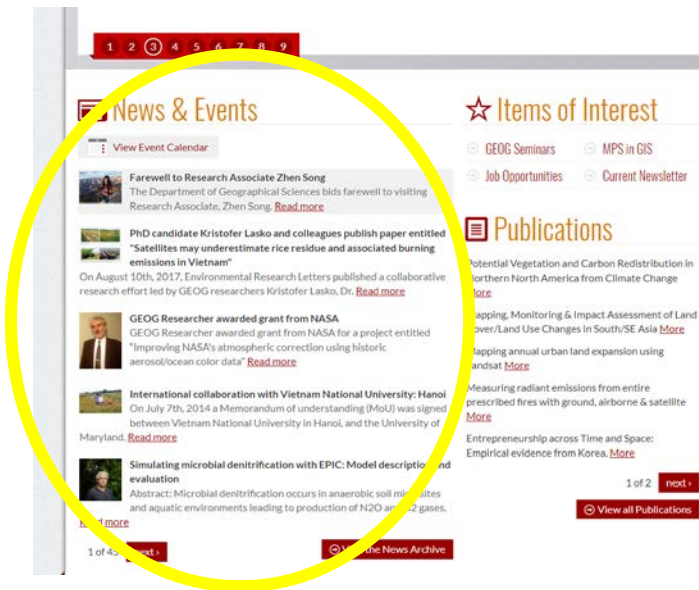 1 2 3 4 5 6 7 8 9
News & Events
View Event Calendar
Farewell to Research Associate Zhen Song
The Department of Geographical Sciences bids farewell to visiting
Research Associate, Zhen Song. Read more
PhD candidate Kristofer Lasko and colleagues publish paper entitled
"Satellites may underestimate rice residue and associated burning
emissions in Vietnam"
On August 10th, 2017, Environmental Research Letters published a collaborative
research effort led by GEOG researchers Kristofer Lasko, Dr. Read more
GEOG Researcher awarded grant from NASA
GEOG Researcher awarded grant from NASA for a project entitled
"Improving NASA's atmospheric correction using historic
aerosol/ocean color data" Read more
International collaboration with Vietnam National University: Hanoi
On July 7th, 2014 a Memorandum of understanding (MoU) was signed
between Vietnam National University in Hanoi, and the University of
Maryland. Read more
Simulating microbial denitrification with EPIC: Model description and
evaluation
Abstract: Microbial denitrification occurs in anaerobic soil microsites
and aquatic environments leading to production of N2O and N2 gases,
Read more
1 of 45 next ›
View the News Archive
Items of Interest
GEOG Seminars MPS in GIS
Job Opportunities Current Newsletter
Publications
Potential Vegetation and Carbon Redistribution in
Northern North America from Climate Change
More
Mapping, Monitoring & Impact Assessment of Land
Cover/Land Use Changes in South/SE Asia More
Mapping annual urban land expansion using
Landsat More
Measuring radiant emissions from entire
prescribed fires with ground, airborne & satellite
More
Entrepreneurship across Time and Space:
Empirical evidence from Korea. More
1 of 2 next ›
View all Publications